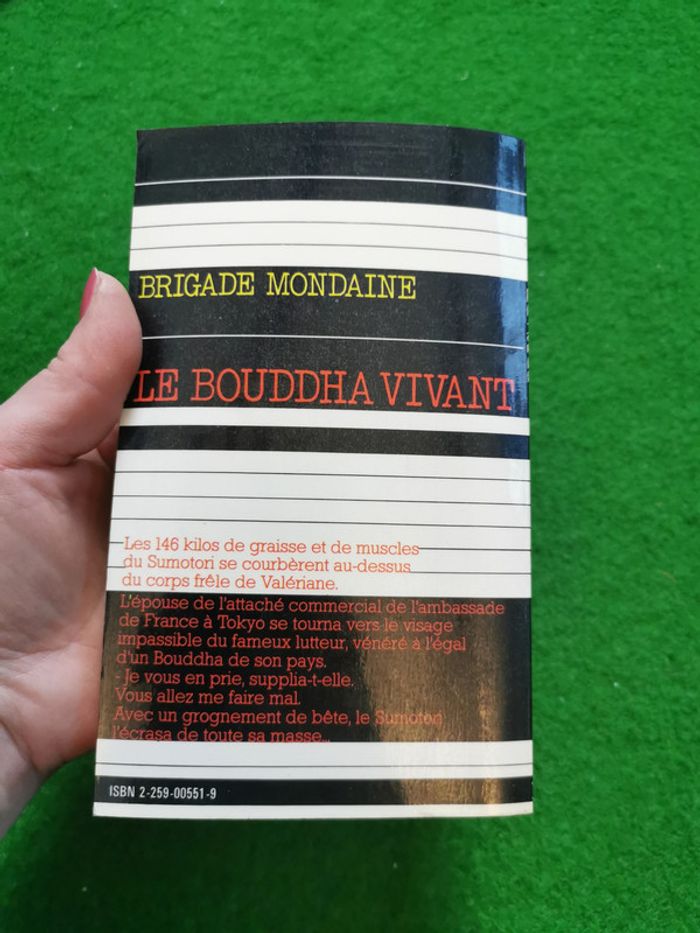 BRIGADE MONDAINE
LE BOUDDHA VIVANT
Les 146 kilos de graisse et de muscles
du Sumotori se courbèrent au-dessus
du corps frêle de Valériane.
L'épouse de l'attaché commercial de l'ambassade
de France à Tokyo se tourna vers le visage
impassible du fameux lutteur, vénéré à l'égal
d'un Bouddha de son pays.
- Je vous en prie, supplia-t-elle.
Vous allez me faire mal.
Avec un grognement de bête, le Sumotori
l'écrasa de toute sa masse...
ISBN 2-259-00551-9